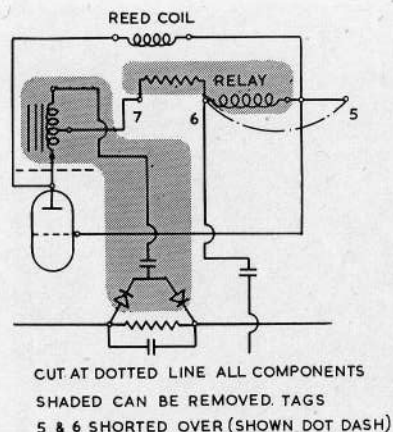 REED COIL
RELAY
7
6
5
CUT AT DOTTED LINE ALL COMPONENTS
SHADED CAN BE REMOVED. TAGS
5 & 6 SHORTED OVER (SHOWN DOT DASH)